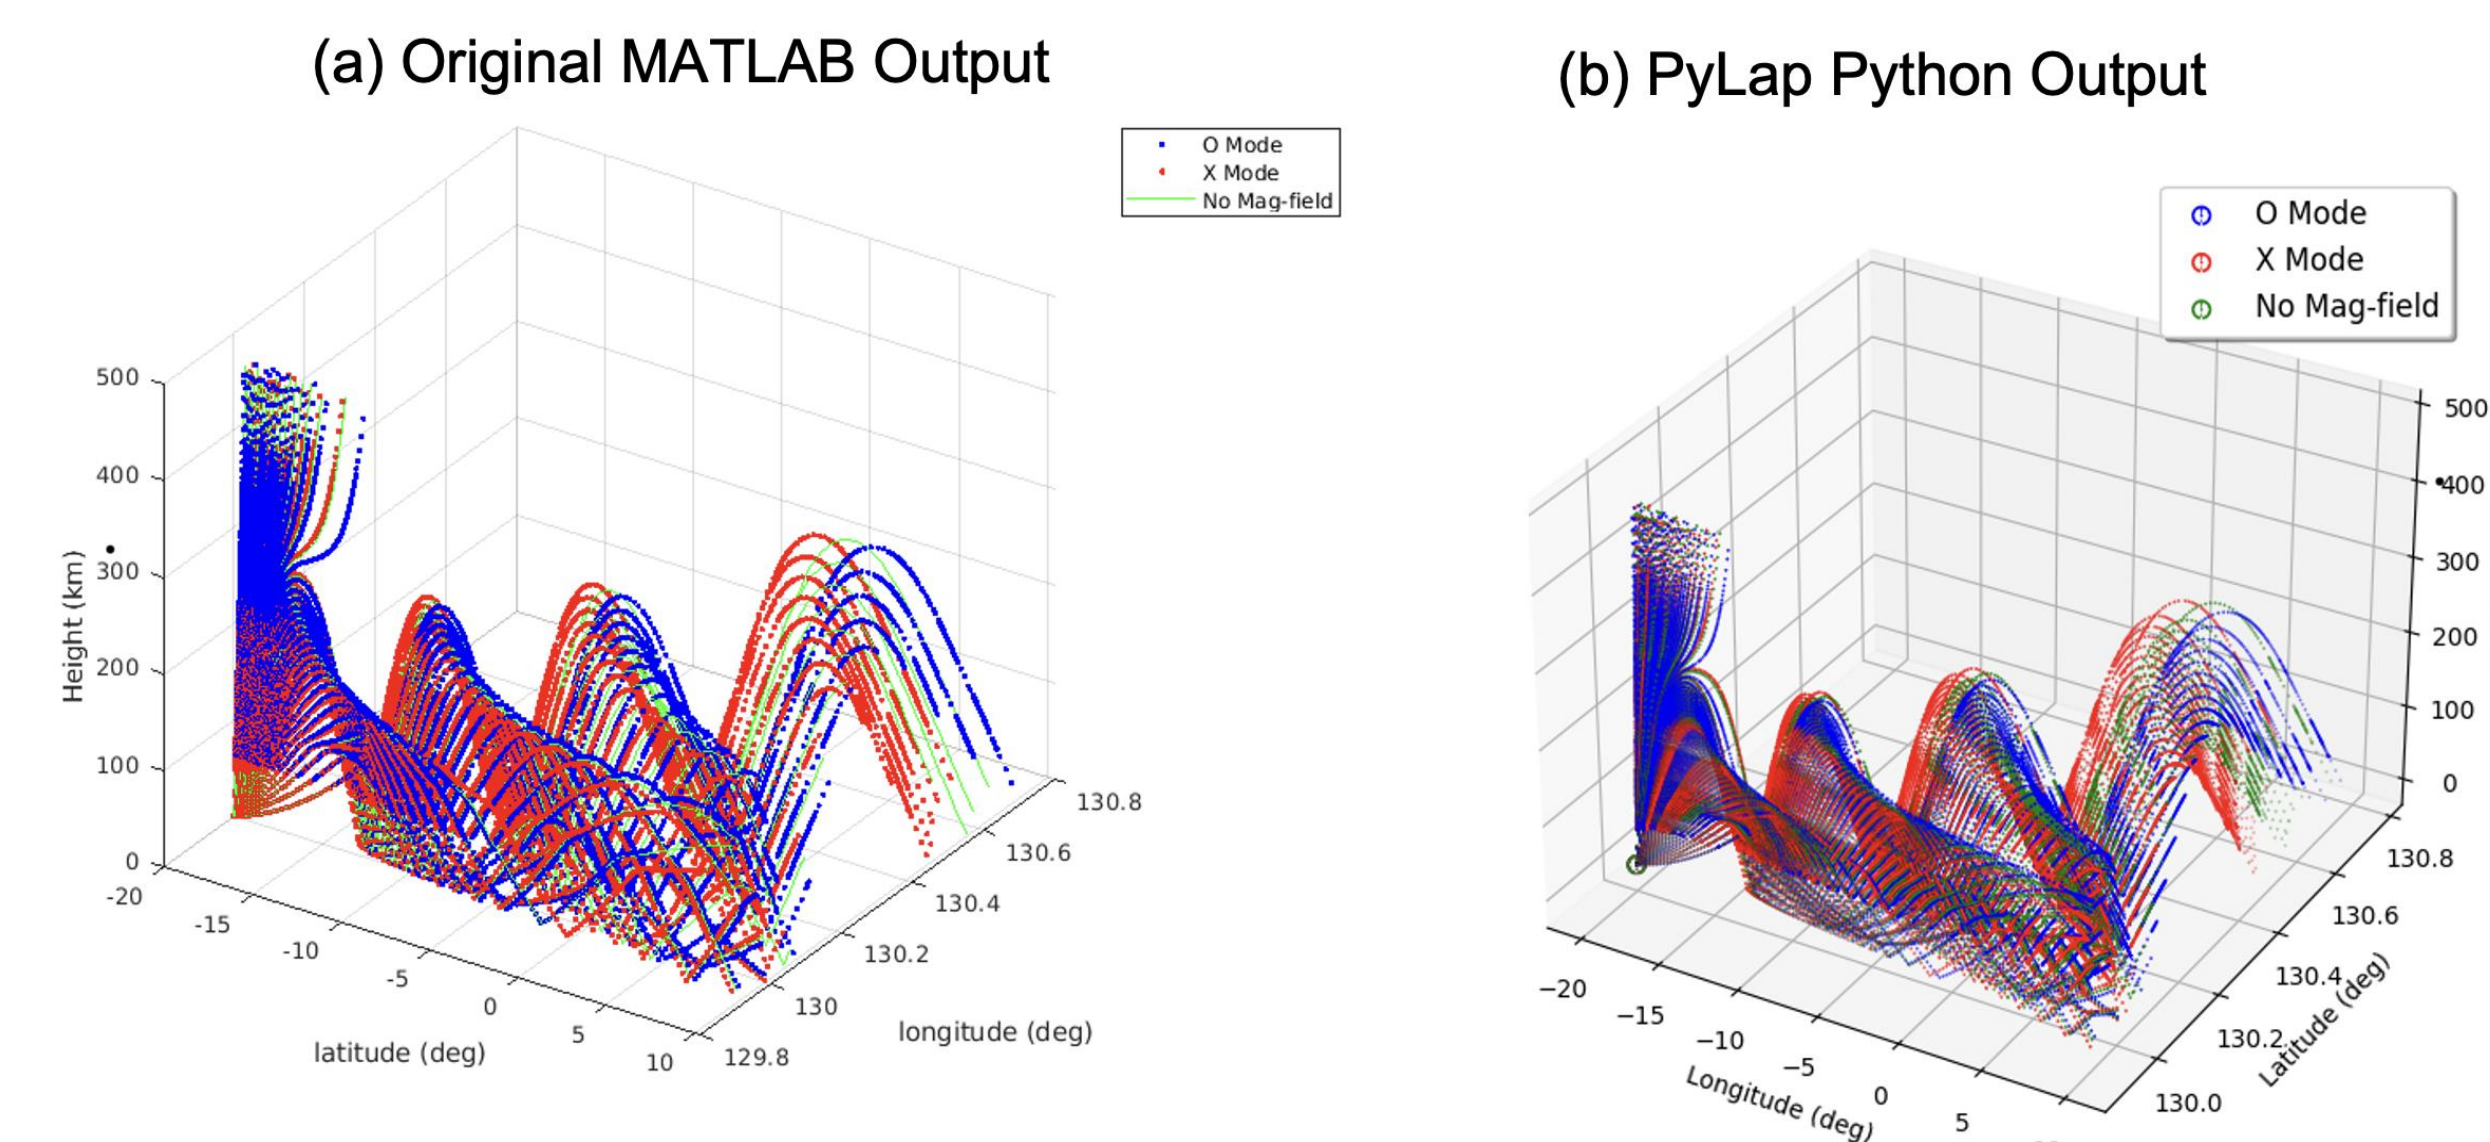 (a) Original MATLAB Output
O Mode
X Mode
No Mag-field
500
400
300
200
100
0
Height (km)
-20
-15
-10
-5
0
5
10
latitude (deg)
129.8
130
130.2
130.4
130.6
130.8
longitude (deg)
(b) PyLap Python Output
O Mode
X Mode
No Mag-field
500
400
300
200
100
0
−20
−15
−10
−5
0
5
Longitude (deg)
130.0
130.2
130.4
130.6
130.8
Latitude (deg)